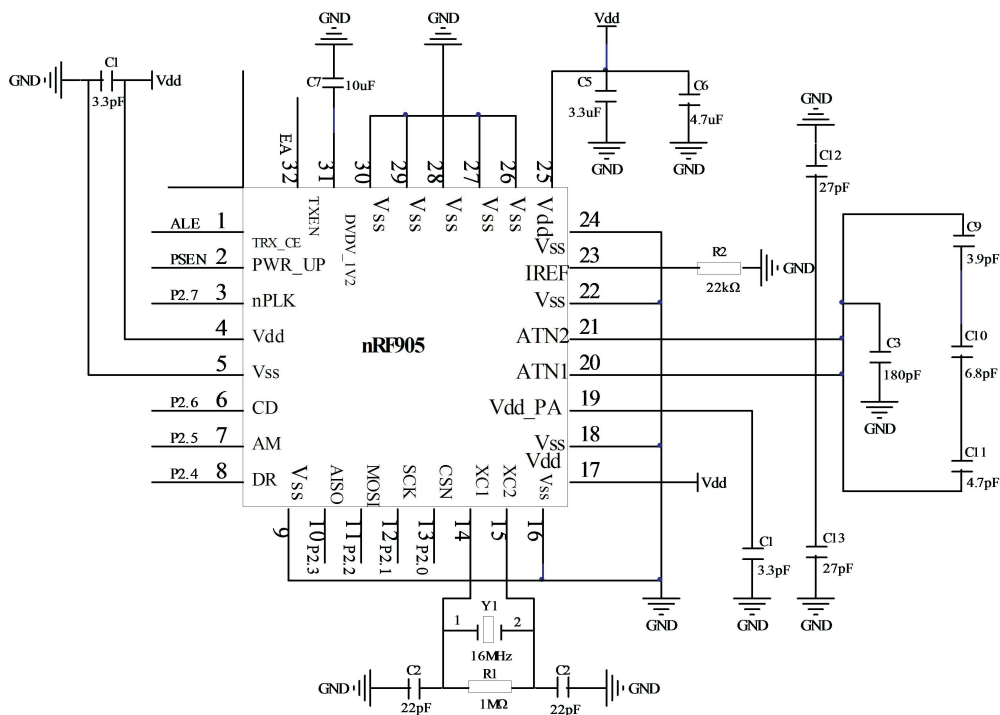 GND
GND
Vdd
C1
GND
Vdd
3.3pF
C7
10uF
C5
3.3uF
C6
4.7uF
GND
GND
GND
C12
27pF
EA
32
31
30
29
28
27
26
25
TXEN
DVDV_1V2
Vss
Vss
Vss
Vss
Vss
Vdd
ALE
1
TRX_CE
PSEN
2
PWR_UP
P2.7
3
nPLK
4
Vdd
5
Vss
P2.6
6
CD
P2.5
7
AM
P2.4
8
DR
nRF905
24
Vss
23
IREF
R2
22kΩ
GND
22
Vss
21
ATN2
20
ATN1
19
Vdd_PA
18
Vss
Vdd
17
Vdd
C9
3.9pF
C3
180pF
GND
C10
6.8pF
C11
4.7pF
Vss
AISO
MOSI
SCK
CSN
XC1
XC2
Vss
9
10
11
12
13
14
15
16
P2.3
P2.2
P2.1
P2.0
C1
3.3pF
GND
C13
27pF
GND
GND
Y1
1
2
16MHz
GND
C2
22pF
R1
1MΩ
C2
22pF
GND